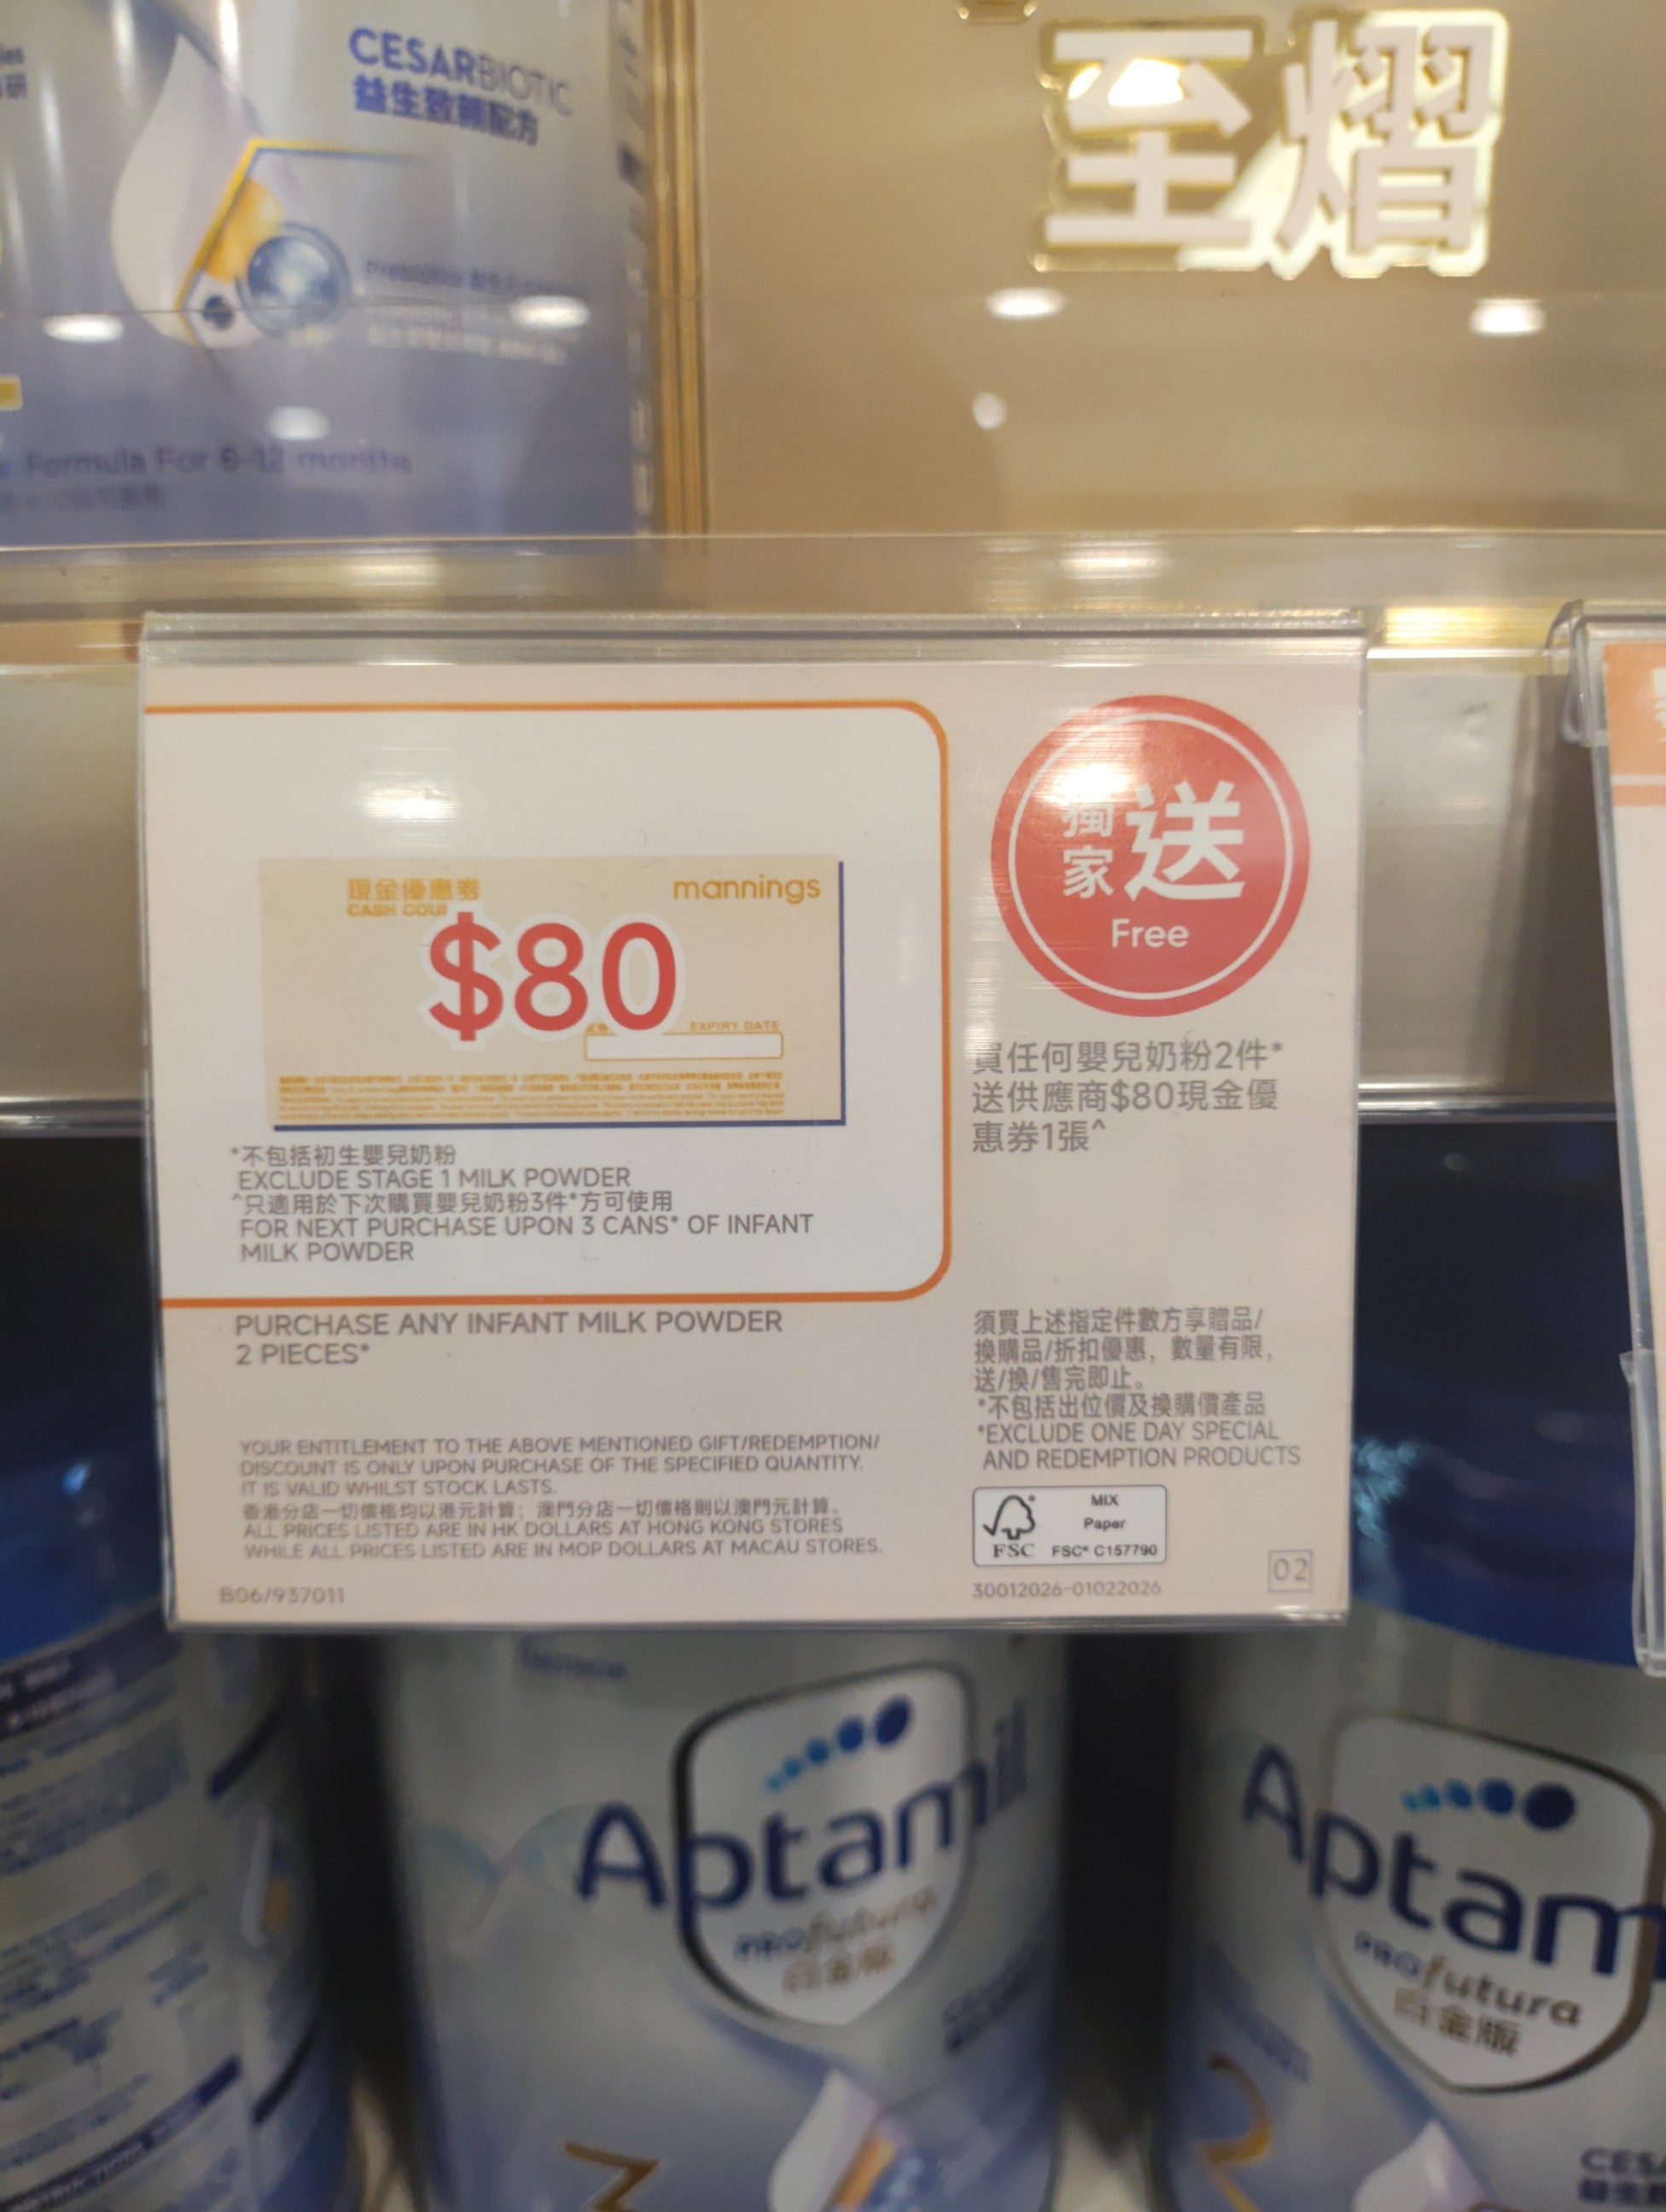 CESARBIOTIC
益生致親配方
Formula For 6-12 months
至熠
現金優惠券
CASH COU
mannings
$80
EXPIRY DATE
*不包括初生嬰兒奶粉
EXCLUDE STAGE 1 MILK POWDER
^只適用於下次購買嬰兒奶粉3件*方可使用
FOR NEXT PURCHASE UPON 3 CANS* OF INFANT
MILK POWDER
獨家送
Free
買任何嬰兒奶粉2件*
送供應商$80現金優
惠券1張^
PURCHASE ANY INFANT MILK POWDER
2 PIECES*
YOUR ENTITLEMENT TO THE ABOVE MENTIONED GIFT/REDEMPTION/
DISCOUNT IS ONLY UPON PURCHASE OF THE SPECIFIED QUANTITY.
IT IS VALID WHILST STOCK LASTS.
香港分店一切價格均以港元計算；澳門分店一切價格則以澳門元計算。
ALL PRICES LISTED ARE IN HK DOLLARS AT HONG KONG STORES
WHILE ALL PRICES LISTED ARE IN MOP DOLLARS AT MACAU STORES.
B06/937011
須買上述指定件數方享贈品/
換購品/折扣優惠，數量有限，
送/換/售完即止。
*不包括出位價及換購價產品
*EXCLUDE ONE DAY SPECIAL
AND REDEMPTION PRODUCTS
FSC
MIX
Paper
FSC® C157790
30012026-01022026
02
Aptamil
PROfutura
白金版
3
Aptam
PROfutura
白金版
2
CESA